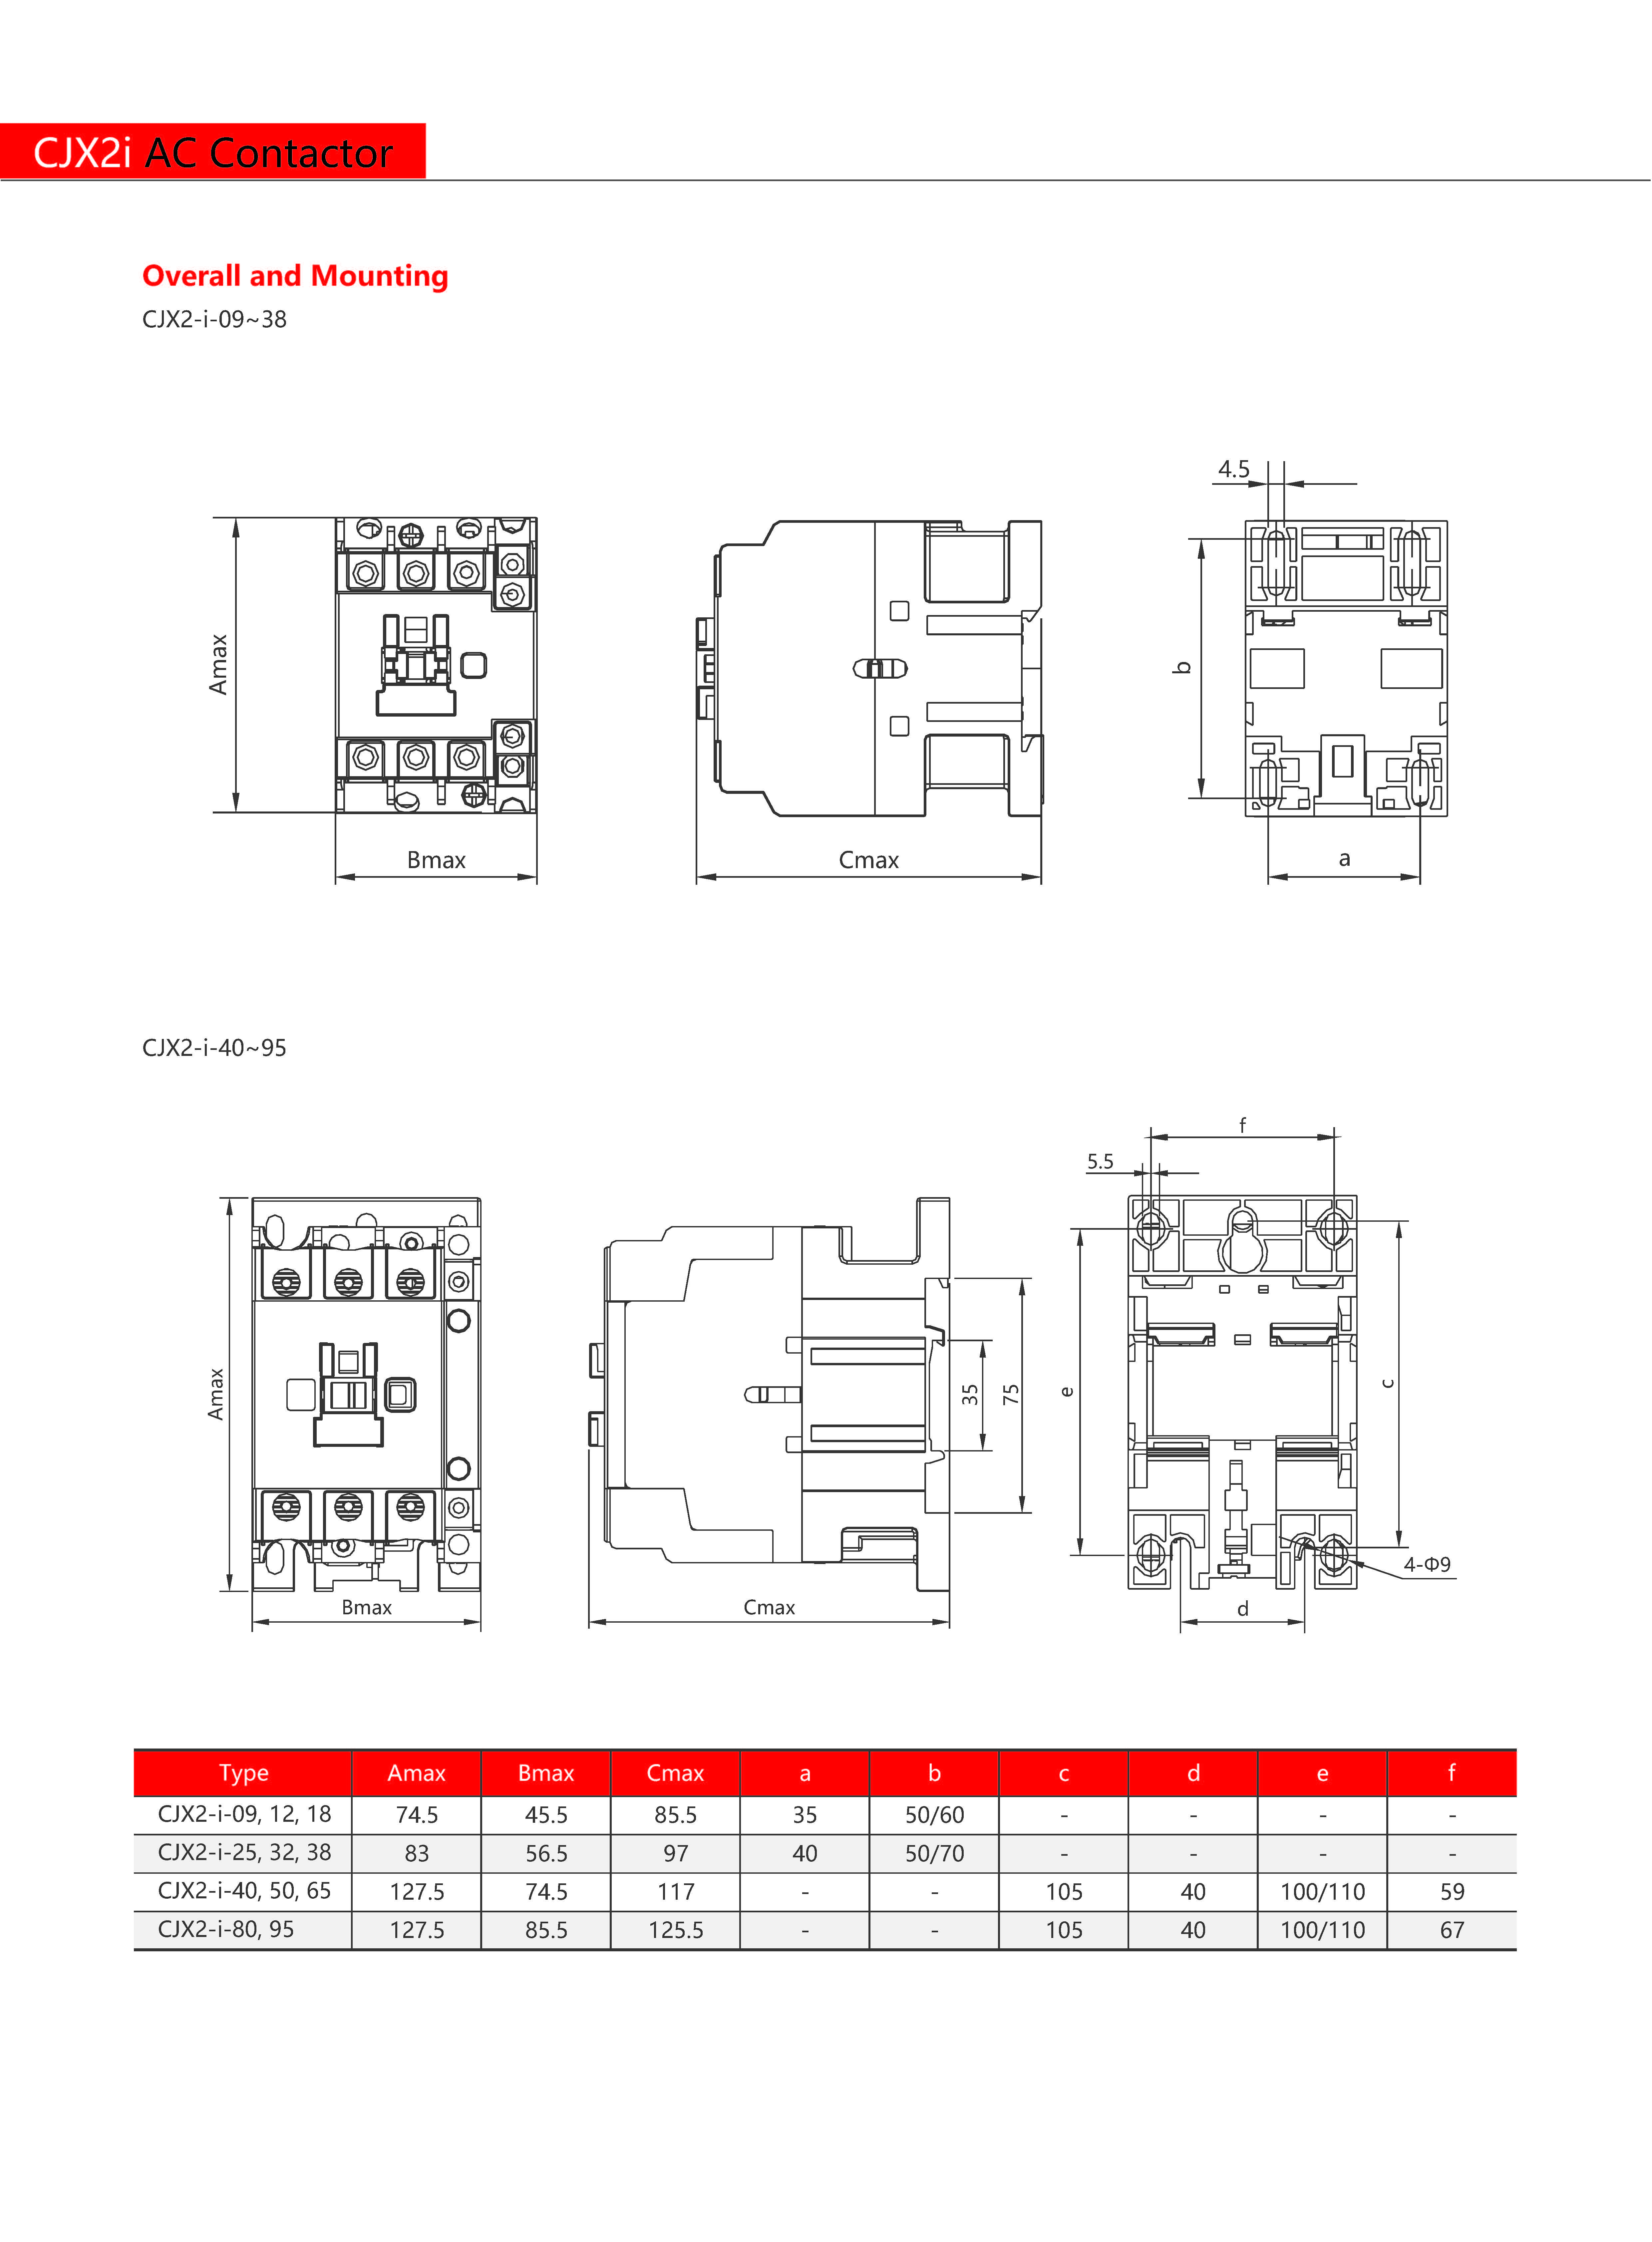 CJX2i AC Contactor
Overall and Mounting
CJX2-i-09~38
4.5
Amax
b
Bmax
Cmax
a
CJX2-i-40~95
f
5.5
Amax
35
75
e
c
4-Φ9
Bmax
Cmax
d
Type Amax Bmax Cmax a b c d e f
CJX2-i-09, 12, 18 74.5 45.5 85.5 35 50/60 - - - -
CJX2-i-25, 32, 38 83 56.5 97 40 50/70 - - - -
CJX2-i-40, 50, 65 127.5 74.5 117 - - 105 40 100/110 59
CJX2-i-80, 95 127.5 85.5 125.5 - - 105 40 100/110 67